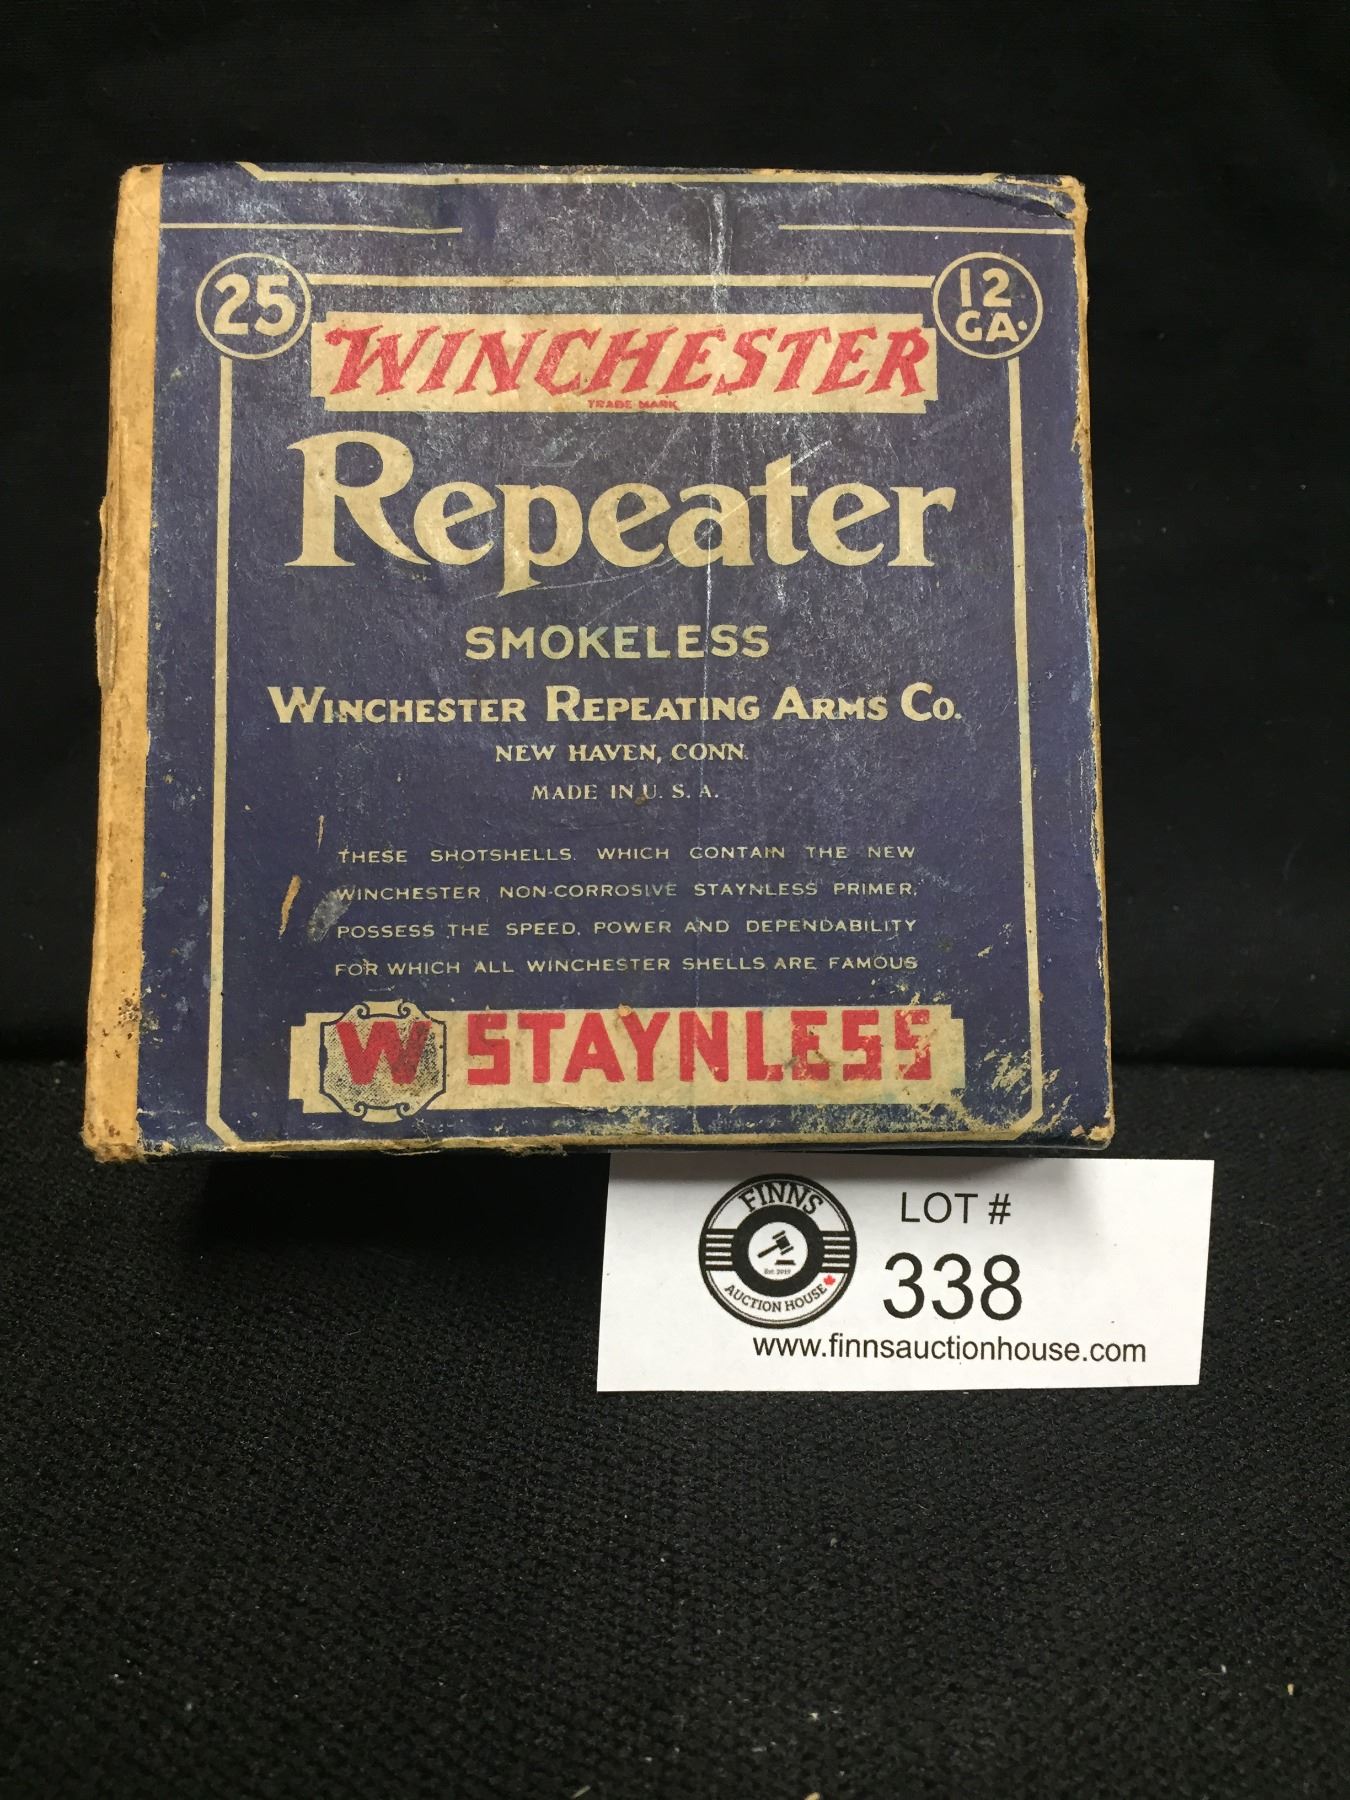 25
12
GA.
WINCHESTER
TRADE MARK
Repeater
SMOKELESS
WINCHESTER REPEATING ARMS CO.
NEW HAVEN, CONN.
MADE IN U. S. A.
THESE SHOTSHELLS, WHICH CONTAIN THE NEW
WINCHESTER NON-CORROSIVE STAYNLESS PRIMER,
POSSESS THE SPEED, POWER AND DEPENDABILITY
FOR WHICH ALL WINCHESTER SHELLS ARE FAMOUS
W STAYNLESS
FINNS
Est. 2019
AUCTION HOUSE
LOT #
338
www.finnsauctionhouse.com